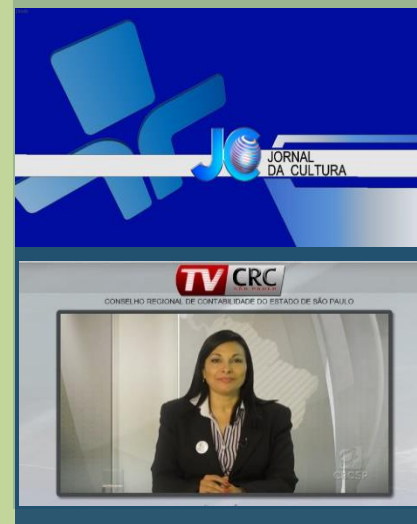 JC JORNAL
DA CULTURA
TV CRC
SÃO PAULO
CONSELHO REGIONAL DE CONTABILIDADE DO ESTADO DE SÃO PAULO
CRCSP